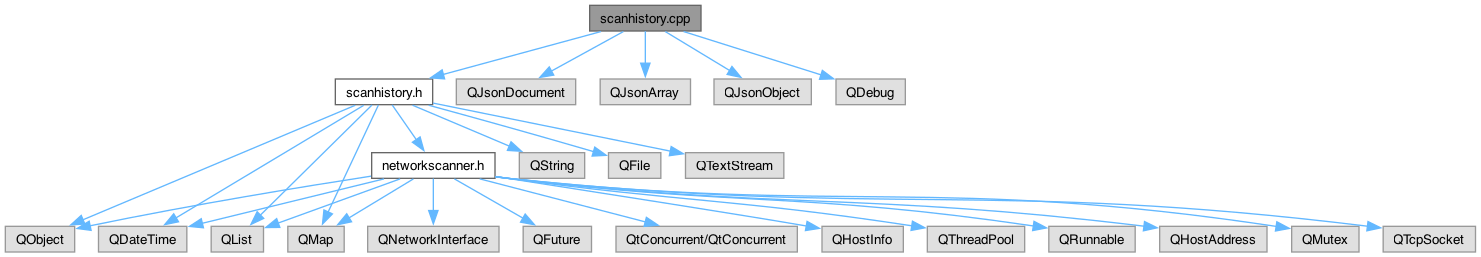 scanhistory.cpp
scanhistory.h
QJsonDocument
QJsonArray
QJsonObject
QDebug
networkscanner.h
QString
QFile
QTextStream
QObject
QDateTime
QList
QMap
QNetworkInterface
QFuture
QtConcurrent/QtConcurrent
QHostInfo
QThreadPool
QRunnable
QHostAddress
QMutex
QTcpSocket